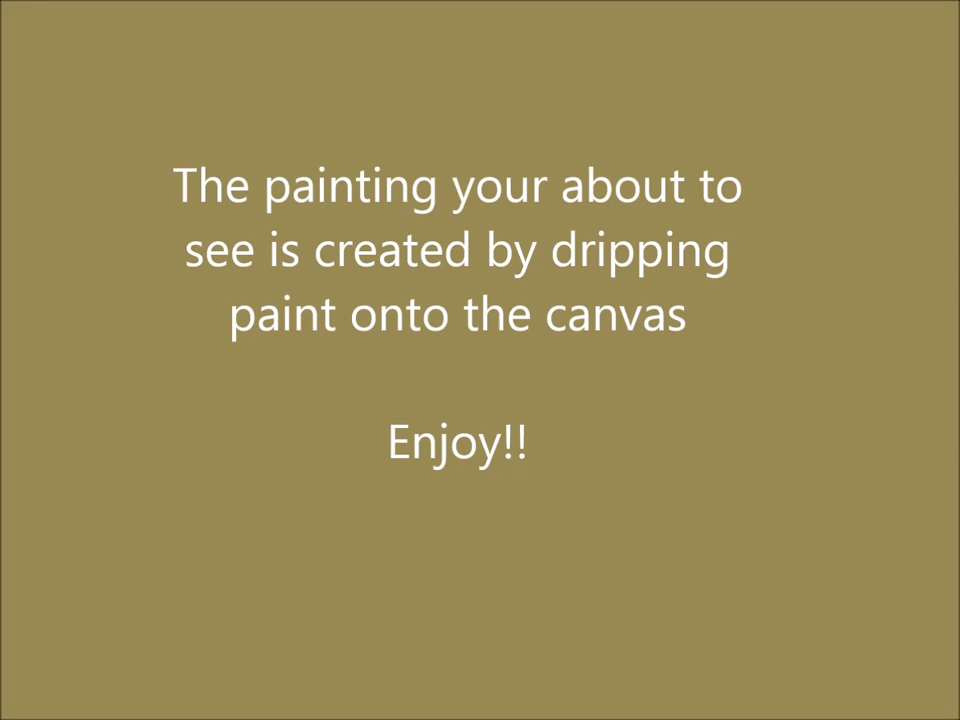 The painting your about to
see is created by dripping
paint onto the canvas
Enjoy!!